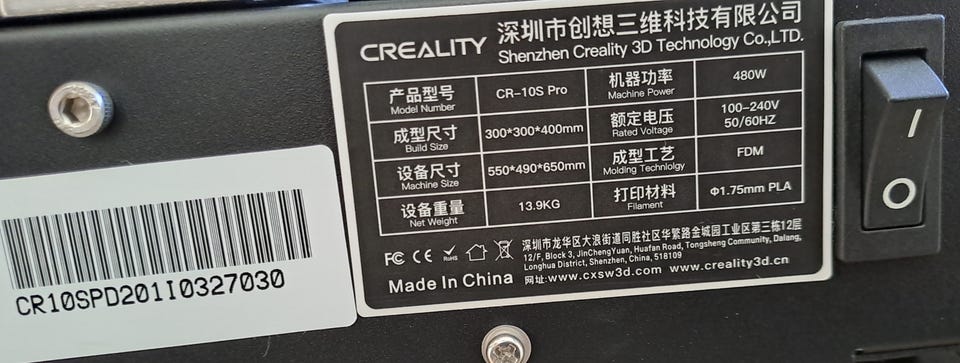 CREALITY
深圳市创想三维科技有限公司
Shenzhen Creality 3D Technology Co.,LTD.
产品型号 CR-10S Pro 机器功率 480W
Model Number Machine Power
成型尺寸 300*300*400mm 额定电压 100-240V
Build Size Rated Voltage 50/60HZ
设备尺寸 550*490*650mm 成型工艺 FDM
Machine Size Molding Technlolgy
设备重量 13.9KG 打印材料 Φ1.75mm PLA
Net Weight Filament
FC CE RoHS
深圳市龙华区大浪街道同胜社区华繁路金城园工业区第三栋12层
12/F, Block 3, JinChengYuan, Huafan Road, Tongsheng Community, Dalang,
Longhua District, Shenzhen, China, 518109
Made In China 网址:www.cxsw3d.com www.creality3d.cn
CR10SPD201I0327030
I
O